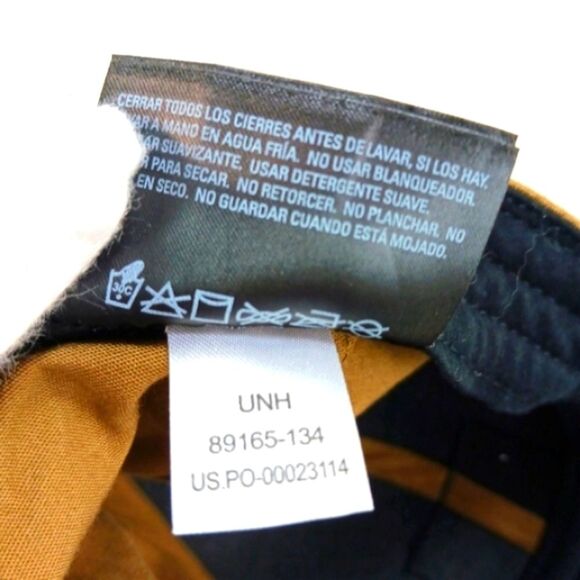 CERRAR TODOS LOS CIERRES ANTES DE LAVAR, SI LOS HAY.
A MANO EN AGUA FRÍA. NO USAR BLANQUEADOR.
SUAVIZANTE. USAR DETERGENTE SUAVE.
PARA SECAR. NO RETORCER. NO PLANCHAR. NO
EN SECO. NO GUARDAR CUANDO ESTÁ MOJADO.
30C
UNH
89165-134
US.PO-00023114